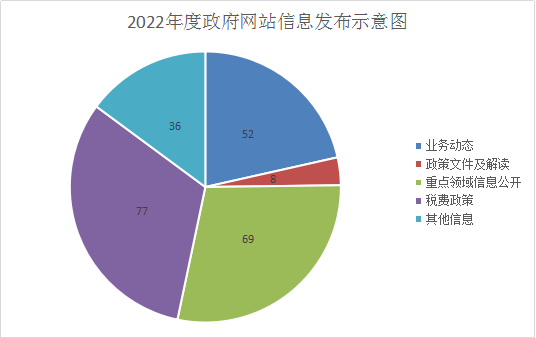 2022年度政府网站信息发布示意图
36
52
8
77
69
业务动态
政策文件及解读
重点领域信息公开
税费政策
其他信息